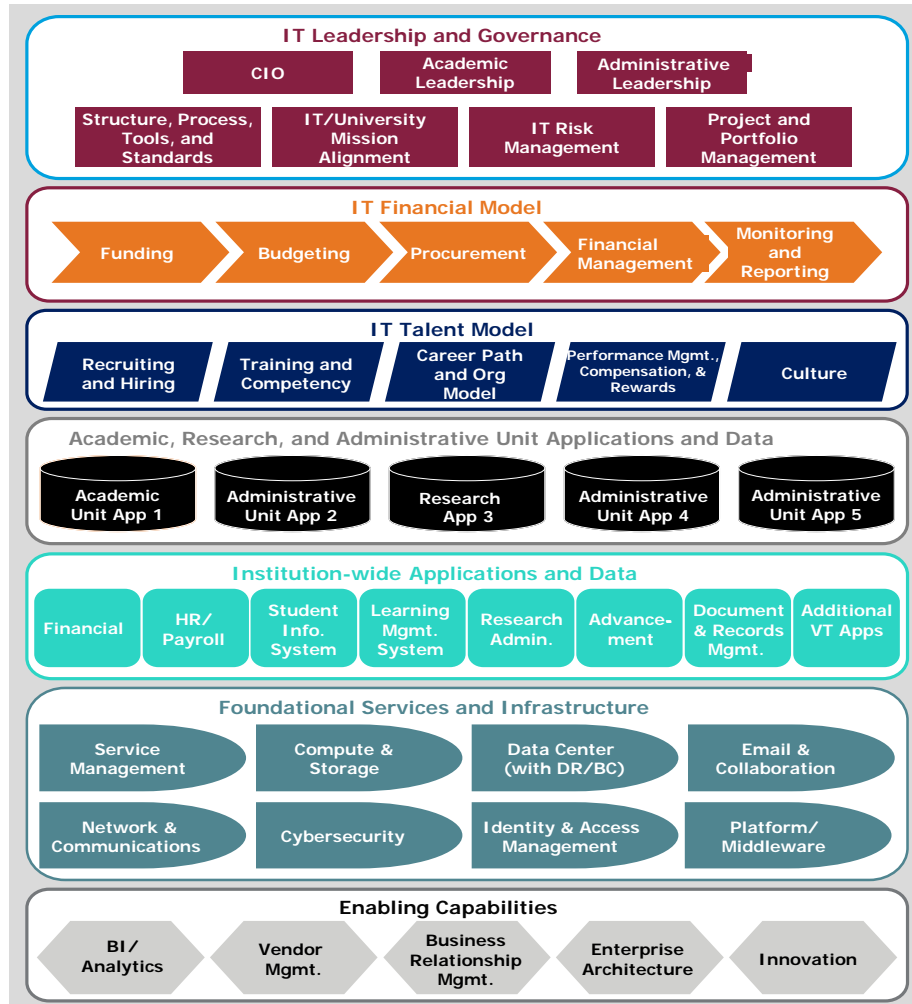 IT Leadership and Governance
CIO
Academic
Leadership
Administrative
Leadership
Structure, Process,
Tools, and
Standards
IT/University
Mission
Alignment
IT Risk
Management
Project and
Portfolio
Management
IT Financial Model
Funding
Budgeting
Procurement
Financial
Management
Monitoring
and
Reporting
IT Talent Model
Recruiting
and Hiring
Training and
Competency
Career Path
and Org
Model
Performance Mgmt.,
Compensation, &
Rewards
Culture
Academic, Research, and Administrative Unit Applications and Data
Academic
Unit App 1
Administrative
Unit App 2
Research
App 3
Administrative
Unit App 4
Administrative
Unit App 5
Institution-wide Applications and Data
Financial
HR/
Payroll
Student
Info.
System
Learning
Mgmt.
System
Research
Admin.
Advance-
ment
Document
& Records
Mgmt.
Additional
VT Apps
Foundational Services and Infrastructure
Service
Management
Compute &
Storage
Data Center
(with DR/BC)
Email &
Collaboration
Network &
Communications
Cybersecurity
Identity & Access
Management
Platform/
Middleware
Enabling Capabilities
BI/
Analytics
Vendor
Mgmt.
Business
Relationship
Mgmt.
Enterprise
Architecture
Innovation